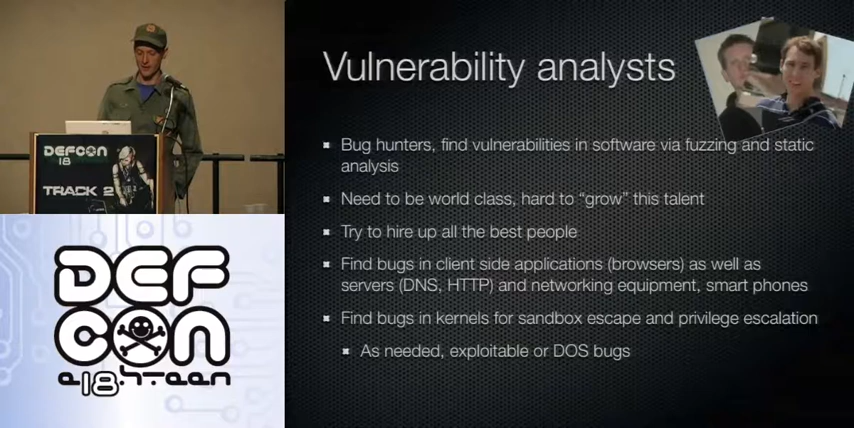 DEFCON
18
TRACK 2
DEF
CON
e18.hteen
Vulnerability analysts
Bug hunters, find vulnerabilities in software via fuzzing and static
analysis
Need to be world class, hard to “grow” this talent
Try to hire up all the best people
Find bugs in client side applications (browsers) as well as
servers (DNS, HTTP) and networking equipment, smart phones
Find bugs in kernels for sandbox escape and privilege escalation
As needed, exploitable or DOS bugs